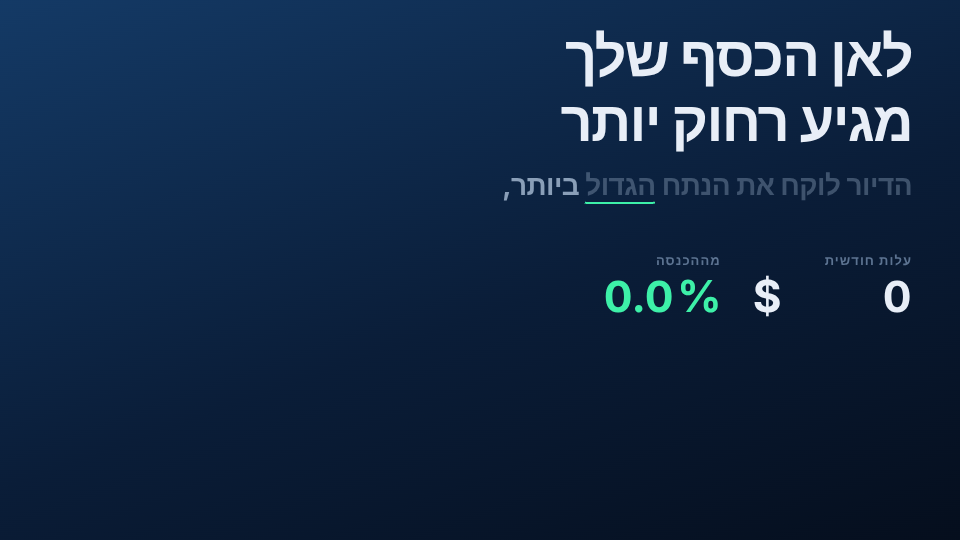 לאן הכסף שלך
מגיע רחוק יותר
הדיור לוקח את הנתח הגדול ביותר,
עלות חודשית
0 $
מההכנסה
0.0%